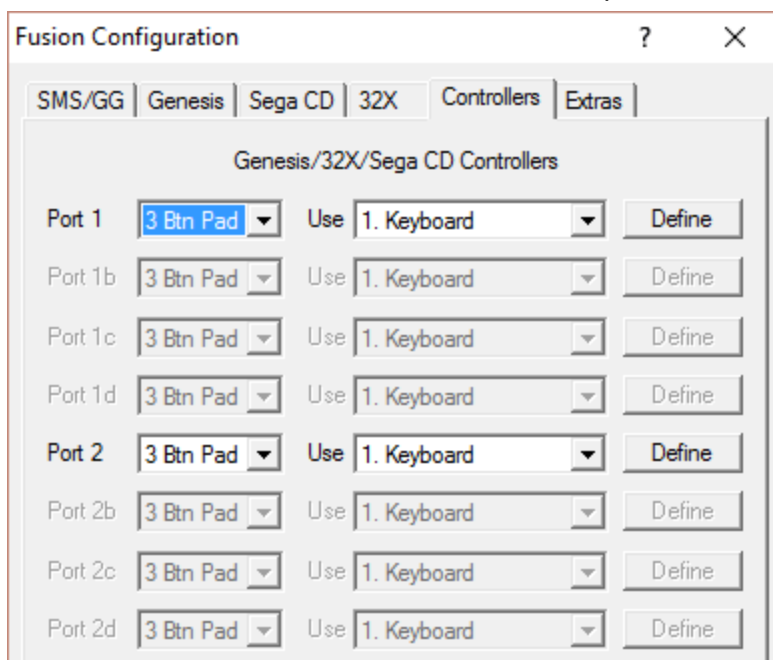 Fusion Configuration ? ×
SMS/GG Genesis Sega CD 32X Controllers Extras
Genesis/32X/Sega CD Controllers
Port 1 3 Btn Pad Use 1. Keyboard Define
Port 1b 3 Btn Pad Use 1. Keyboard Define
Port 1c 3 Btn Pad Use 1. Keyboard Define
Port 1d 3 Btn Pad Use 1. Keyboard Define
Port 2 3 Btn Pad Use 1. Keyboard Define
Port 2b 3 Btn Pad Use 1. Keyboard Define
Port 2c 3 Btn Pad Use 1. Keyboard Define
Port 2d 3 Btn Pad Use 1. Keyboard Define